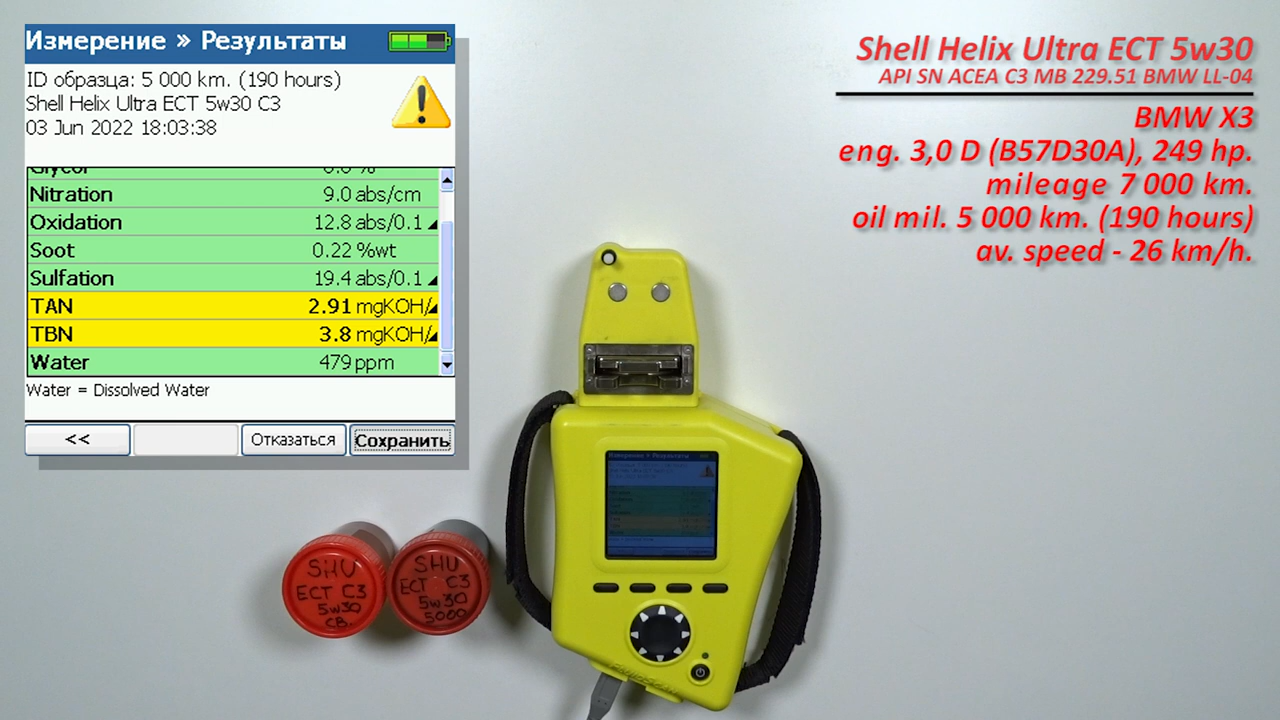 Измерение » Результаты
ID образца: 5 000 km. (190 hours)
Shell Helix Ultra ECT 5w30 C3
03 Jun 2022 18:03:38
Nitration 9.0 abs/cm
Oxidation 12.8 abs/0.1
Soot 0.22 %wt
Sulfation 19.4 abs/0.1
TAN 2.91 mgKOH/
TBN 3.8 mgKOH/
Water 479 ppm
Water = Dissolved Water
<< Отказаться Сохранить
Shell Helix Ultra ECT 5w30
API SN ACEA C3 MB 229.51 BMW LL-04
BMW X3
eng. 3,0 D (B57D30A), 249 hp.
mileage 7 000 km.
oil mil. 5 000 km. (190 hours)
av. speed - 26 km/h.
Измерение » Результаты
SHU
ECT C3
5w30
СВ.
SHU
ECT C3
5w30
5000